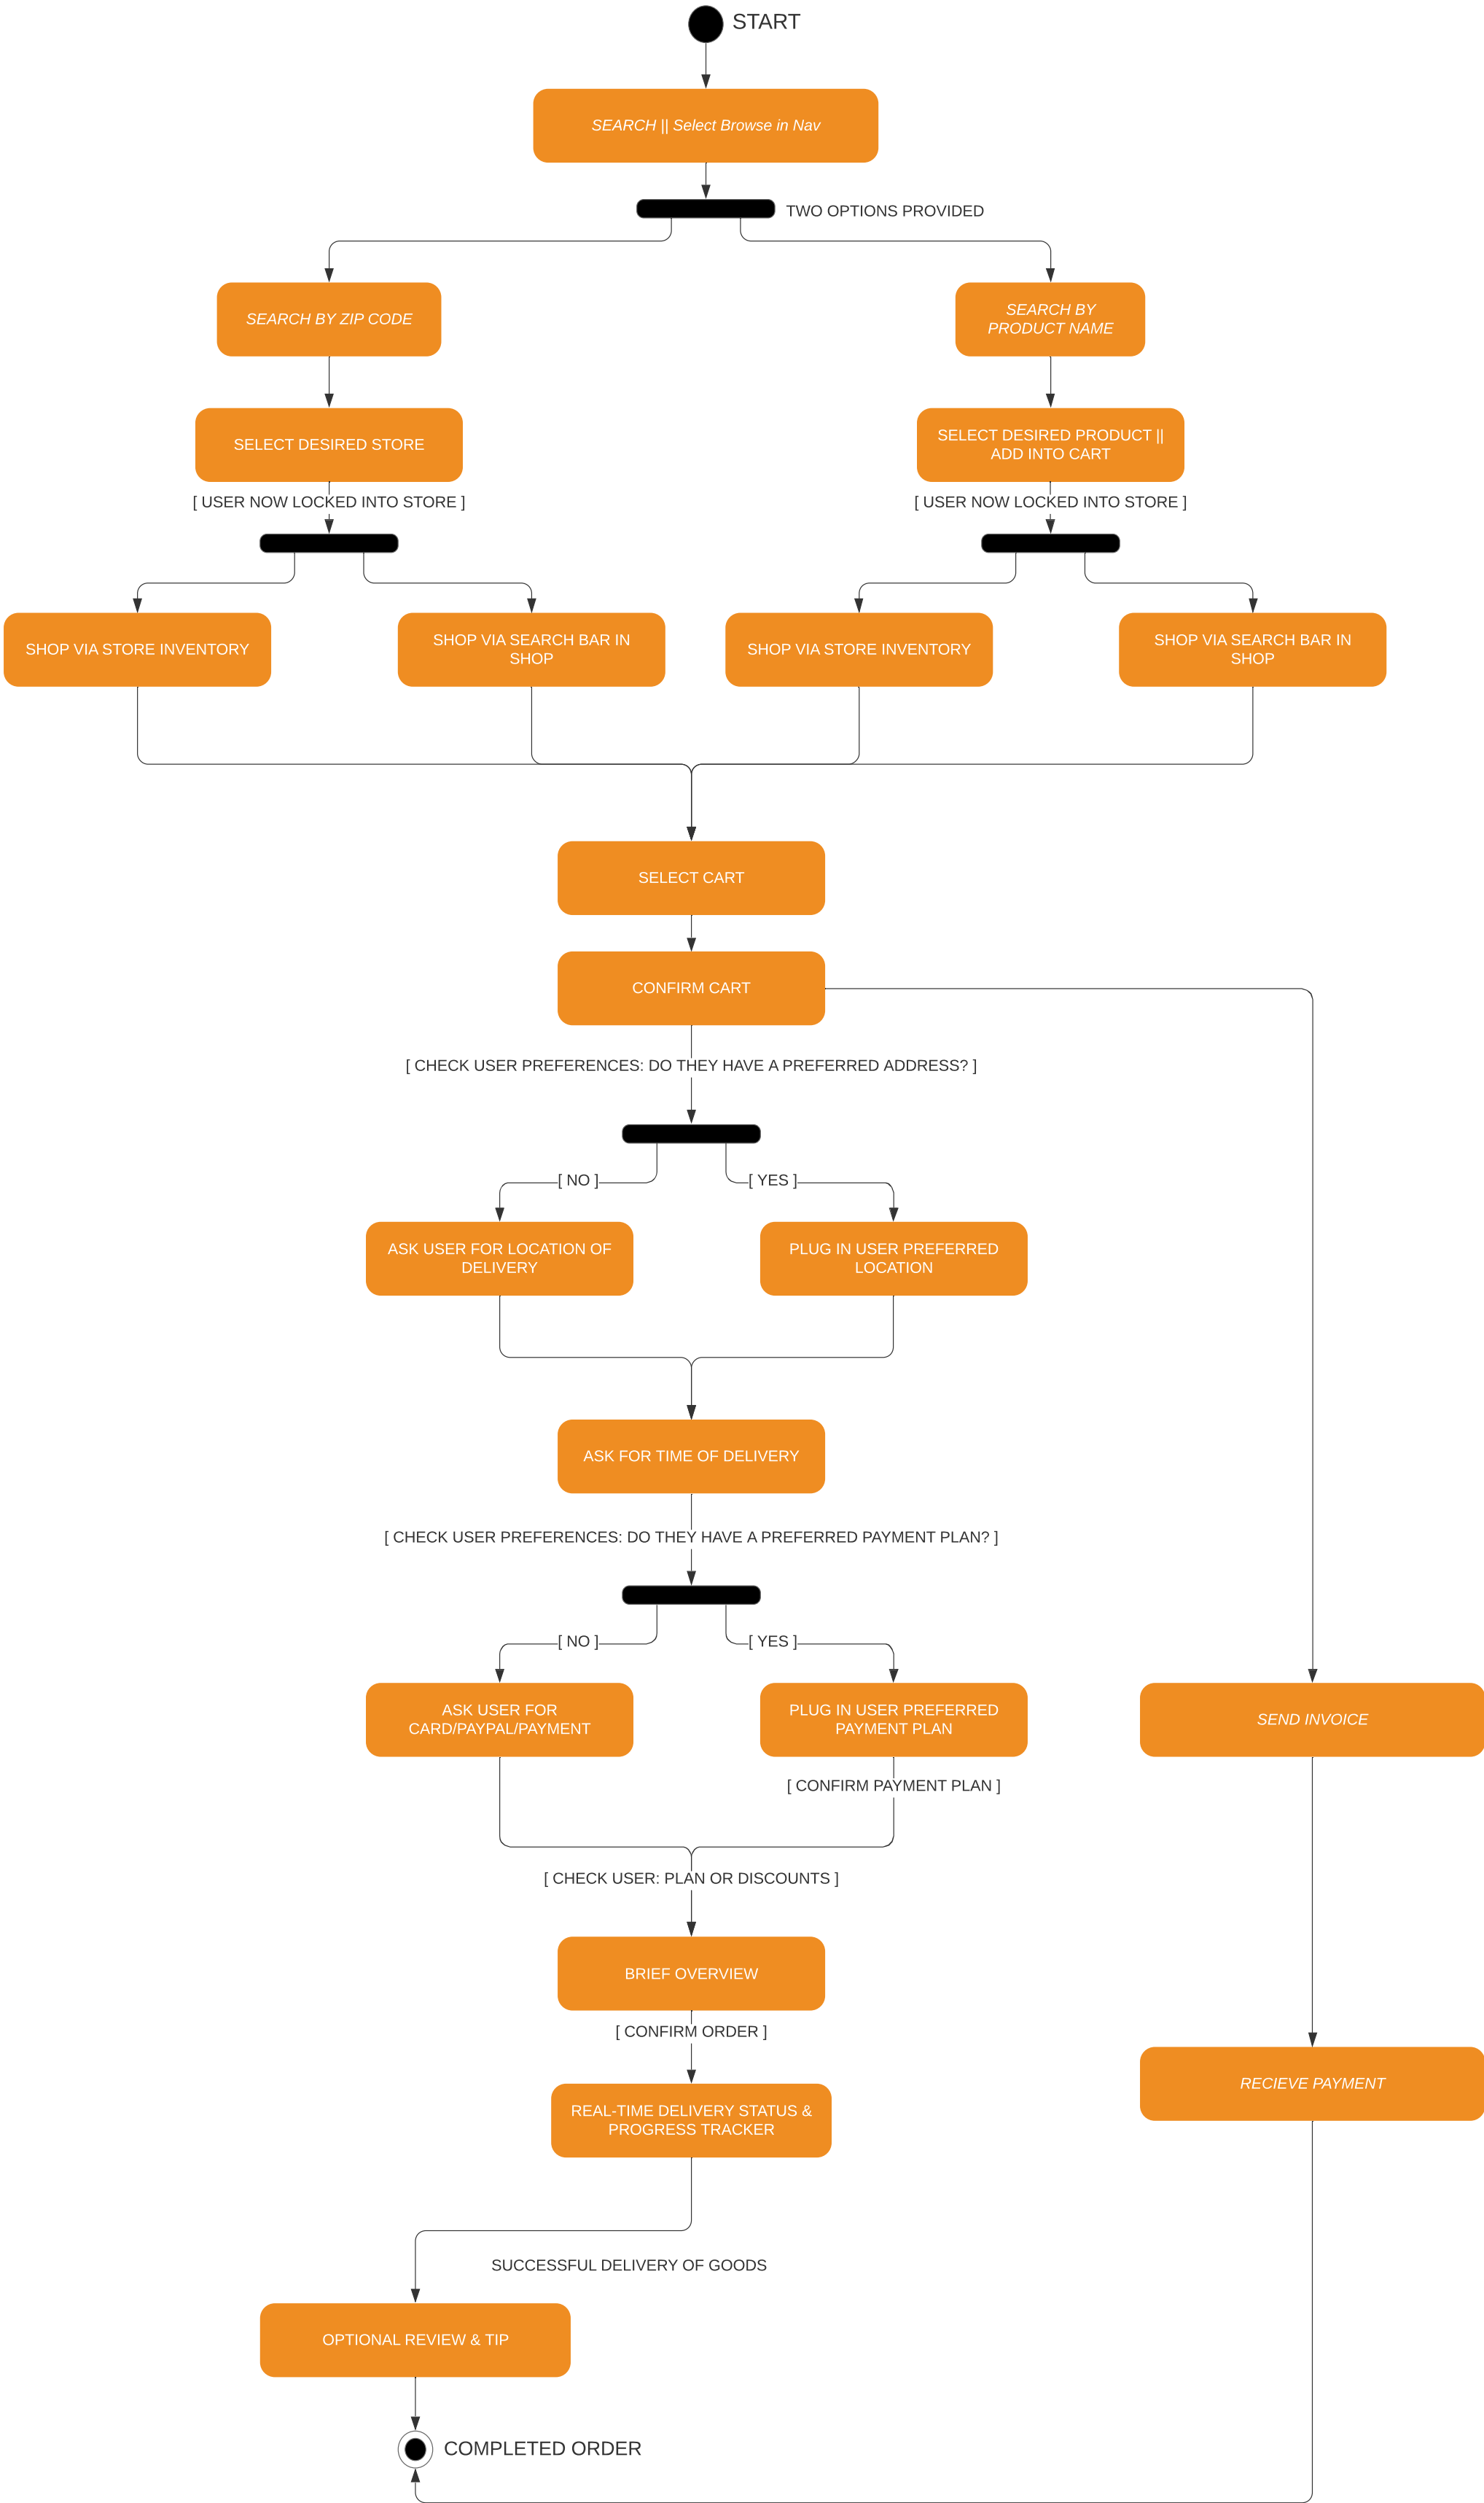 START
SEARCH || Select Browse in Nav
TWO OPTIONS PROVIDED
SEARCH BY ZIP CODE
SEARCH BY
PRODUCT NAME
SELECT DESIRED STORE
SELECT DESIRED PRODUCT ||
ADD INTO CART
[ USER NOW LOCKED INTO STORE ]
[ USER NOW LOCKED INTO STORE ]
SHOP VIA STORE INVENTORY
SHOP VIA SEARCH BAR IN
SHOP
SHOP VIA STORE INVENTORY
SHOP VIA SEARCH BAR IN
SHOP
SELECT CART
CONFIRM CART
[ CHECK USER PREFERENCES: DO THEY HAVE A PREFERRED ADDRESS? ]
[ NO ]
[ YES ]
ASK USER FOR LOCATION OF
DELIVERY
PLUG IN USER PREFERRED
LOCATION
ASK FOR TIME OF DELIVERY
[ CHECK USER PREFERENCES: DO THEY HAVE A PREFERRED PAYMENT PLAN? ]
[ NO ]
[ YES ]
ASK USER FOR
CARD/PAYPAL/PAYMENT
PLUG IN USER PREFERRED
PAYMENT PLAN
SEND INVOICE
[ CONFIRM PAYMENT PLAN ]
[ CHECK USER: PLAN OR DISCOUNTS ]
BRIEF OVERVIEW
[ CONFIRM ORDER ]
RECIEVE PAYMENT
REAL-TIME DELIVERY STATUS &
PROGRESS TRACKER
SUCCESSFUL DELIVERY OF GOODS
OPTIONAL REVIEW & TIP
COMPLETED ORDER